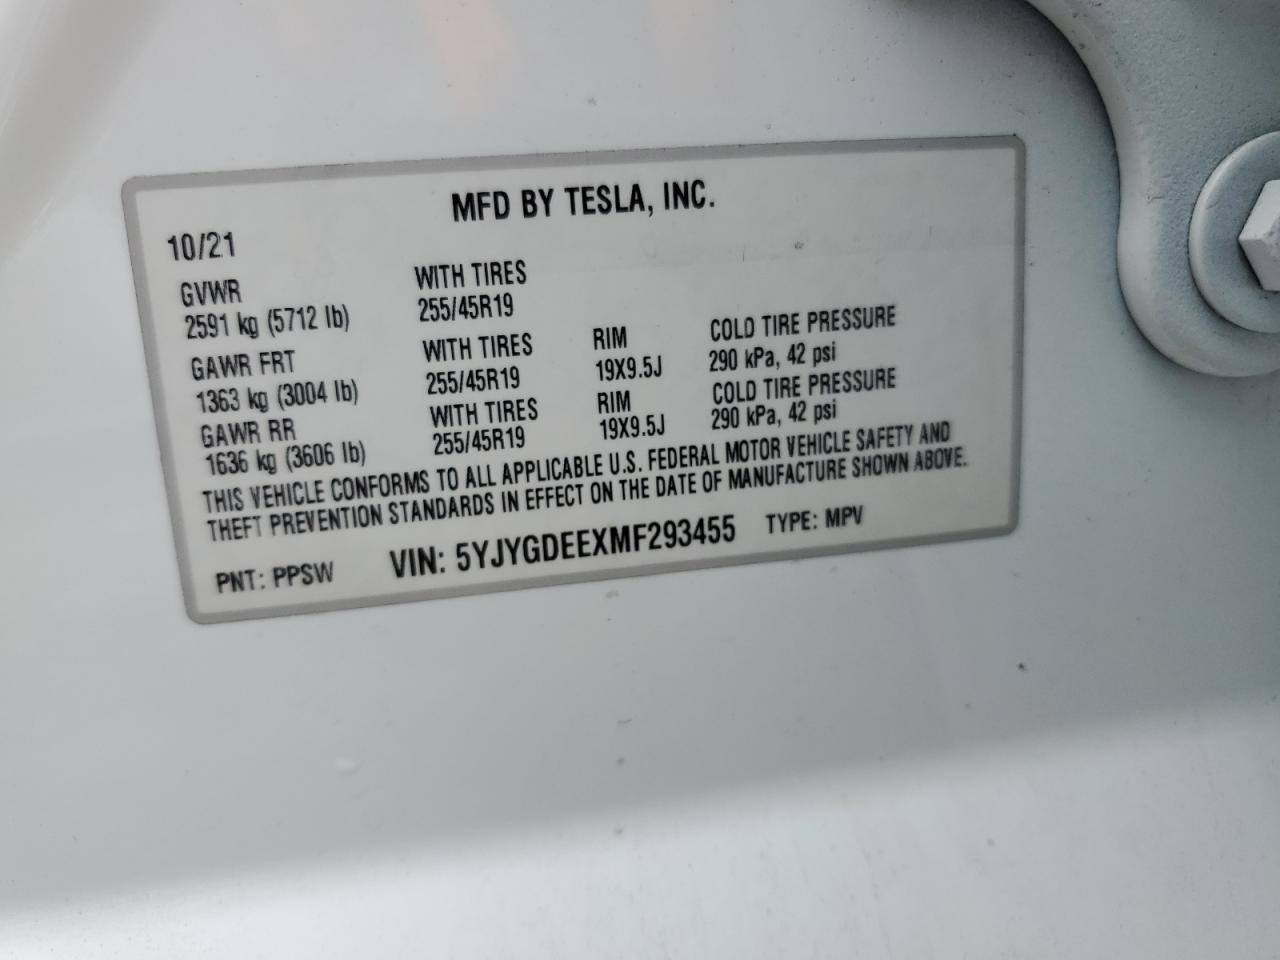 MFD BY TESLA, INC.
10/21
GVWR WITH TIRES
2591 kg (5712 lb) 255/45R19
GAWR FRT WITH TIRES RIM COLD TIRE PRESSURE
1363 kg (3004 lb) 255/45R19 19X9.5J 290 kPa, 42 psi
GAWR RR WITH TIRES RIM COLD TIRE PRESSURE
1636 kg (3606 lb) 255/45R19 19X9.5J 290 kPa, 42 psi
THIS VEHICLE CONFORMS TO ALL APPLICABLE U.S. FEDERAL MOTOR VEHICLE SAFETY AND
THEFT PREVENTION STANDARDS IN EFFECT ON THE DATE OF MANUFACTURE SHOWN ABOVE.
PNT: PPSW VIN: 5YJYGDEEXMF293455 TYPE: MPV